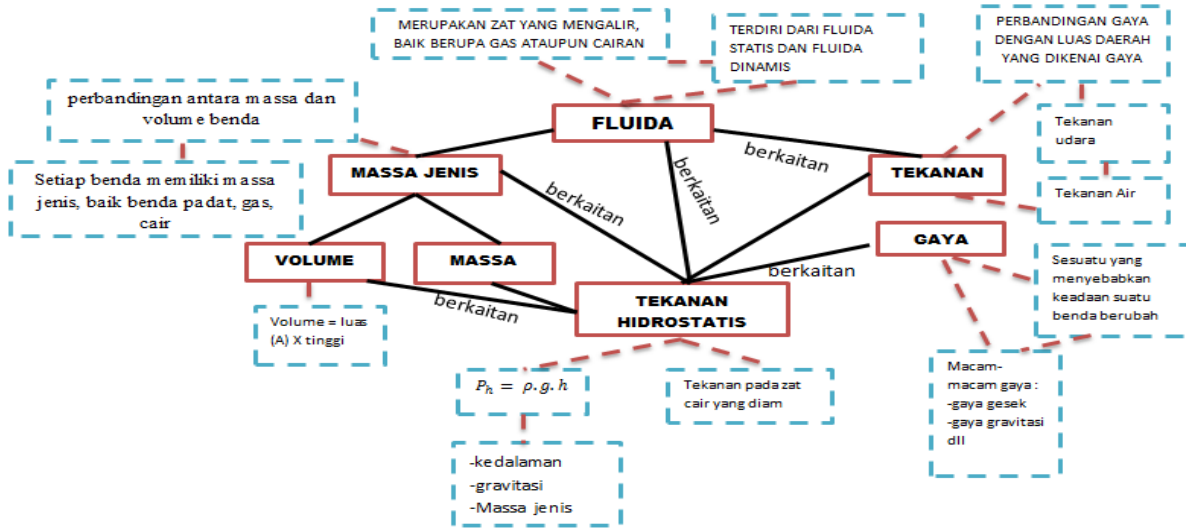 MERUPAKAN ZAT YANG MENGALIR,
BAIK BERUPA GAS ATAUPUN CAIRAN
TERDIRI DARI FLUIDA
STATIS DAN FLUIDA
DINAMIS
PERBANDINGAN GAYA
DENGAN LUAS DAERAH
YANG DIKENAI GAYA
perbandingan antara massa dan
volume benda
FLUIDA
Tekanan
udara
berkaitan
Setiap benda memiliki massa
jenis, baik benda padat, gas,
cair
MASSA JENIS
berkaitan
berkaitan
TEKANAN
Tekanan Air
VOLUME
MASSA
GAYA
berkaitan
berkaitan
TEKANAN
HIDROSTATIS
Sesuatu yang
menyebabkan
keadaan suatu
benda berubah
Volume = luas
(A) X tinggi
P_h = ρ.g.h
Tekanan pada zat
cair yang diam
Macam-
macam gaya :
-gaya gesek
-gaya gravitasi
dll
-kedalaman
-gravitasi
-Massa jenis